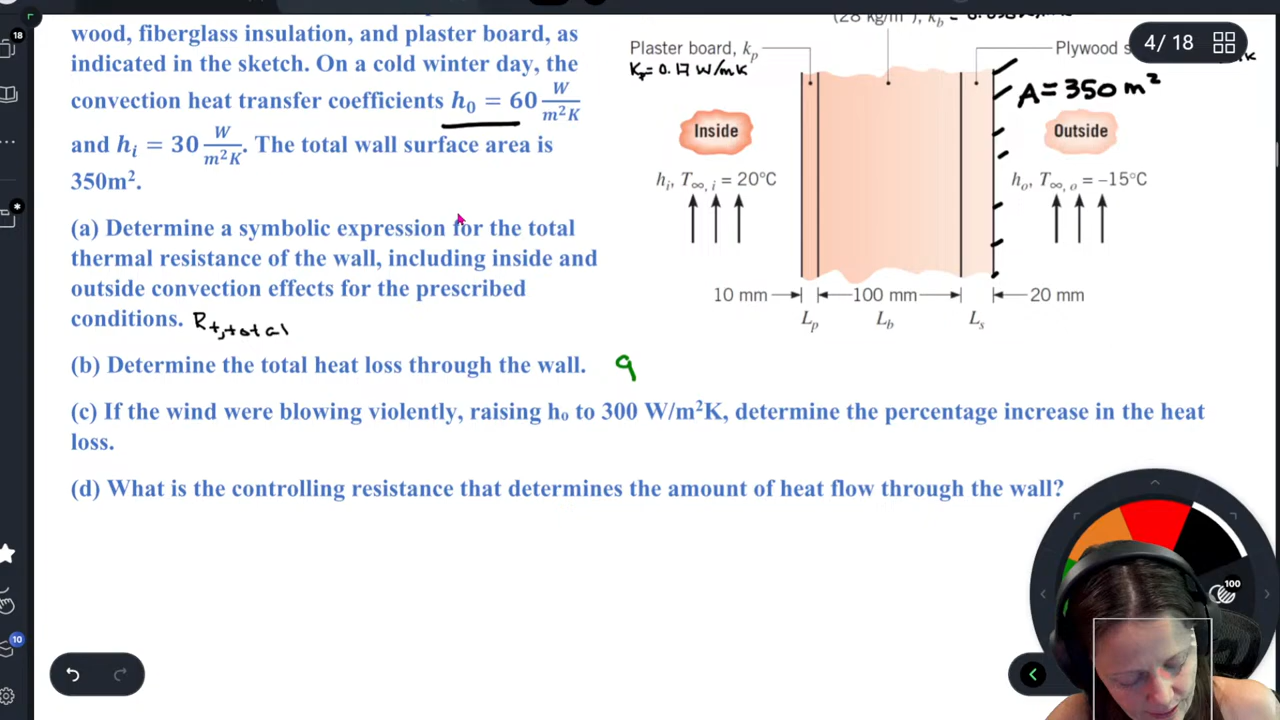 wood, fiberglass insulation, and plaster board, as
indicated in the sketch. On a cold winter day, the
convection heat transfer coefficients h₀ = 60 W/m²K
and hᵢ = 30 W/m²K. The total wall surface area is
350m².
(a) Determine a symbolic expression for the total
thermal resistance of the wall, including inside and
outside convection effects for the prescribed
conditions. R_t,total
(b) Determine the total heat loss through the wall. q
(c) If the wind were blowing violently, raising hₒ to 300 W/m²K, determine the percentage increase in the heat
loss.
(d) What is the controlling resistance that determines the amount of heat flow through the wall?
Plaster board, kₚ
Kₚ= 0.17 W/mK
Plywood
A = 350 m²
Inside
Outside
hᵢ, T∞, i = 20°C
hₒ, T∞, o = −15°C
10 mm
100 mm
20 mm
Lₚ
L_b
Lₛ
4 / 18
18
10
100